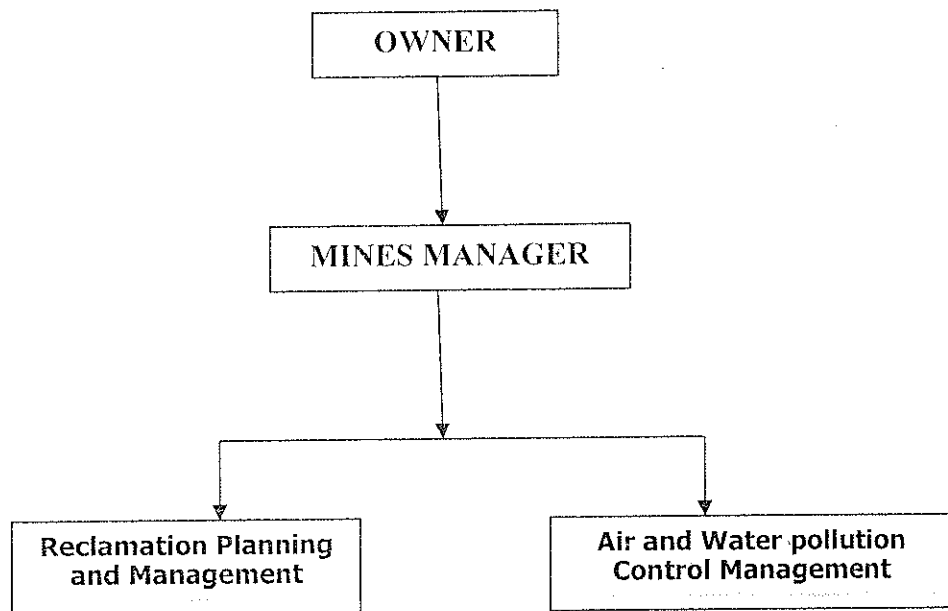 OWNER
MINES MANAGER
Reclamation Planning
and Management
Air and Water pollution
Control Management